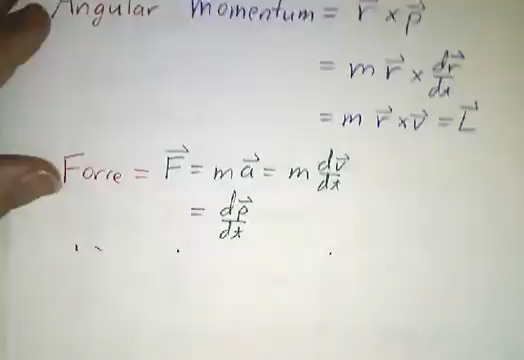 Angular momentum = r⃗ × p⃗
= m r⃗ × dr⃗/dt
= m r⃗ × v⃗ = L⃗
Force = F⃗ = m a⃗ = m dv⃗/dt
= dp⃗/dt